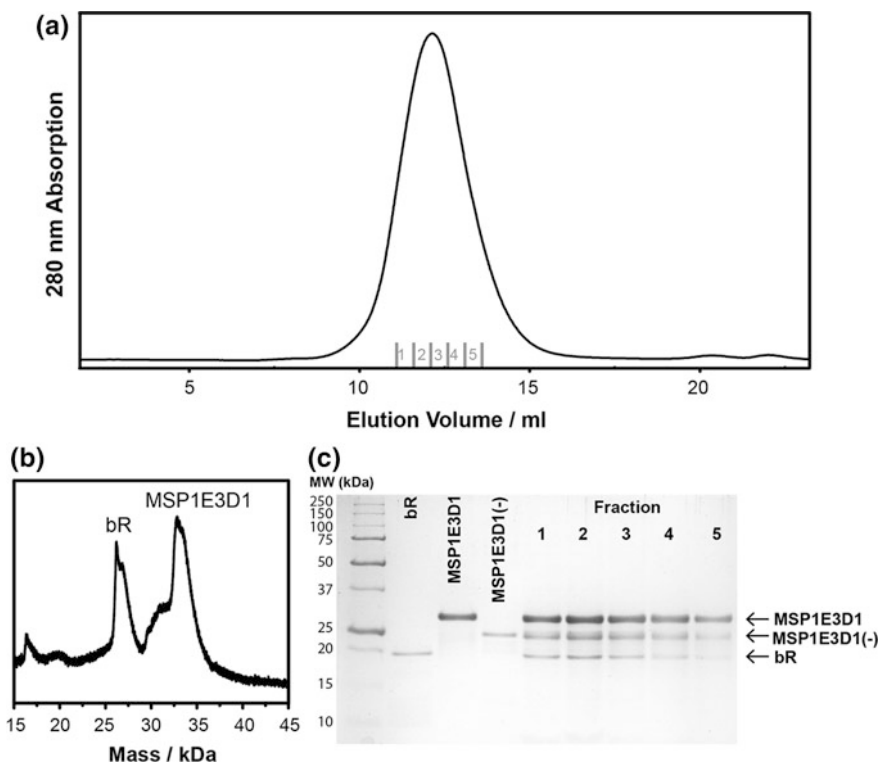 (a)
280 nm Absorption
1 2 3 4 5
5 10 15 20
Elution Volume / ml
(b)
MSP1E3D1
bR
15 20 25 30 35 40 45
Mass / kDa
(c)
MW (kDa)
250
150
100
75
50
37
25
20
15
10
bR
MSP1E3D1
MSP1E3D1(-)
Fraction
1 2 3 4 5
← MSP1E3D1
← MSP1E3D1(-)
← bR